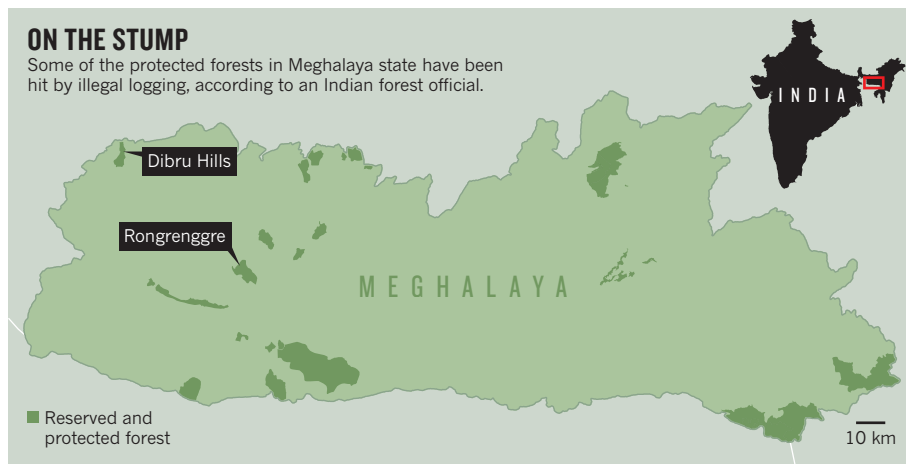 ON THE STUMP
Some of the protected forests in Meghalaya state have been
hit by illegal logging, according to an Indian forest official.
INDIA
Dibru Hills
Rongrenggre
MEGHALAYA
Reserved and
protected forest
10 km